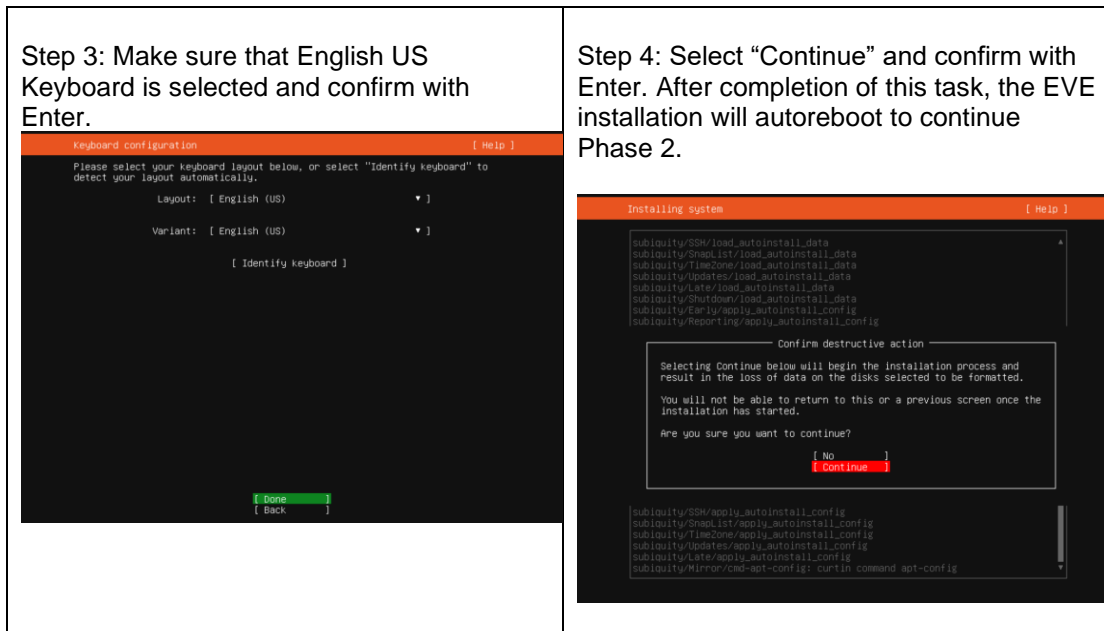 Step 3: Make sure that English US
Keyboard is selected and confirm with
Enter.
Keyboard configuration [ Help ]
Please select your keyboard layout below, or select "Identify keyboard" to
detect your layout automatically.
Layout: [ English (US) ▾ ]
Variant: [ English (US) ▾ ]
[ Identify keyboard ]
[ Done ]
[ Back ]
Step 4: Select “Continue” and confirm with
Enter. After completion of this task, the EVE
installation will autoreboot to continue
Phase 2.
Installing system [ Help ]
subiquity/SSH/load_autoinstall_data
subiquity/SnapList/load_autoinstall_data
subiquity/TimeZone/load_autoinstall_data
subiquity/Updates/load_autoinstall_data
subiquity/Late/load_autoinstall_data
subiquity/Shutdown/load_autoinstall_data
subiquity/Early/apply_autoinstall_config
subiquity/Reporting/apply_autoinstall_config
Confirm destructive action
Selecting Continue below will begin the installation process and
result in the loss of data on the disks selected to be formatted.
You will not be able to return to this or a previous screen once the
installation has started.
Are you sure you want to continue?
[ No ]
[ Continue ]
subiquity/SSH/apply_autoinstall_config
subiquity/SnapList/apply_autoinstall_config
subiquity/TimeZone/apply_autoinstall_config
subiquity/Updates/apply_autoinstall_config
subiquity/Late/apply_autoinstall_config
subiquity/Mirror/cmd-apt-config: curtin command apt-config